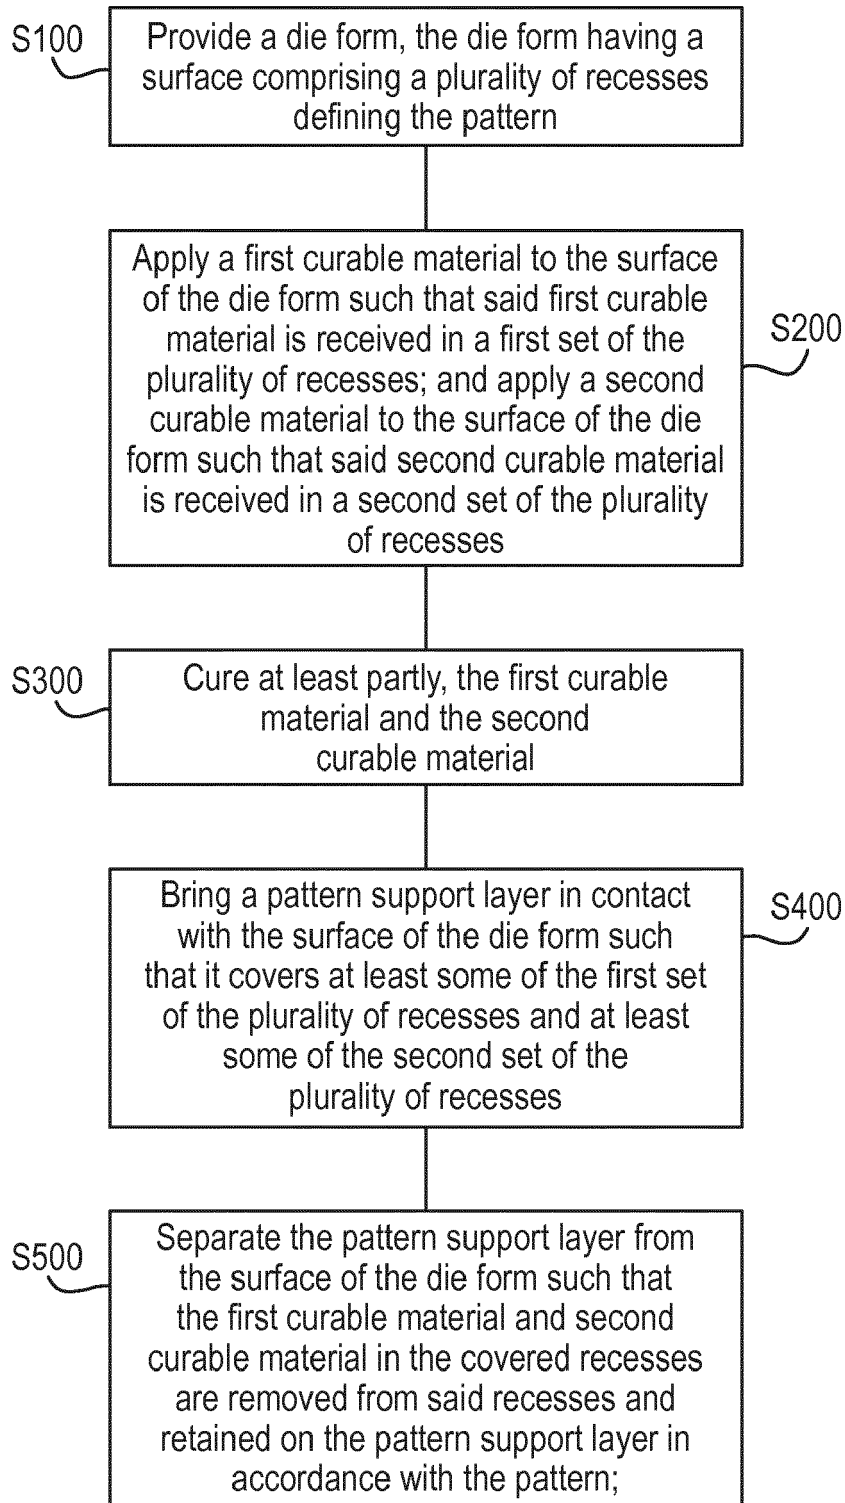 S100
Provide a die form, the die form having a
surface comprising a plurality of recesses
defining the pattern
Apply a first curable material to the surface
of the die form such that said first curable
material is received in a first set of the
plurality of recesses; and apply a second
curable material to the surface of the die
form such that said second curable material
is received in a second set of the plurality
of recesses
S200
S300
Cure at least partly, the first curable
material and the second
curable material
Bring a pattern support layer in contact
with the surface of the die form such
that it covers at least some of the first set
of the plurality of recesses and at least
some of the second set of the
plurality of recesses
S400
S500
Separate the pattern support layer from
the surface of the die form such that
the first curable material and second
curable material in the covered recesses
are removed from said recesses and
retained on the pattern support layer in
accordance with the pattern;